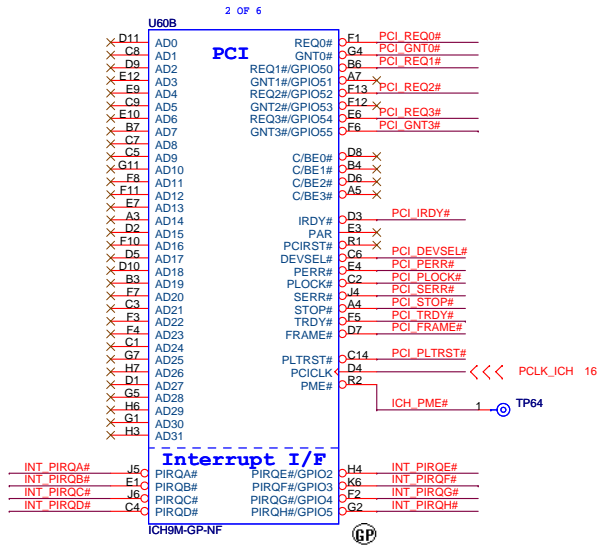 2 OF 6
U60B
PCI
D11 AD0 REQ0# F1 PCI_REQ0#
C8 AD1 GNT0# G4 PCI_GNT0#
D9 AD2 REQ1#/GPIO50 B6 PCI_REQ1#
E12 AD3 GNT1#/GPIO51 A7
E9 AD4 REQ2#/GPIO52 F13 PCI_REQ2#
C9 AD5 GNT2#/GPIO53 F12
E10 AD6 REQ3#/GPIO54 E6 PCI_REQ3#
B7 AD7 GNT3#/GPIO55 F6 PCI_GNT3#
C7 AD8
C5 AD9 C/BE0# D8
G11 AD10 C/BE1# B4
F8 AD11 C/BE2# D6
F11 AD12 C/BE3# A5
E7 AD13
A3 AD14 IRDY# D3 PCI_IRDY#
D2 AD15 PAR E3
F10 AD16 PCIRST# R1
D5 AD17 DEVSEL# C6 PCI_DEVSEL#
D10 AD18 PERR# E4 PCI_PERR#
B3 AD19 PLOCK# C2 PCI_PLOCK#
F7 AD20 SERR# J4 PCI_SERR#
C3 AD21 STOP# A4 PCI_STOP#
F3 AD22 TRDY# F5 PCI_TRDY#
F4 AD23 FRAME# D7 PCI_FRAME#
C1 AD24
G7 AD25 PLTRST# C14 PCI_PLTRST#
H7 AD26 PCICLK D4 PCLK_ICH 16
D1 AD27 PME# R2
G5 AD28
H6 AD29 ICH_PME# 1 TP64
G1 AD30
H3 AD31
Interrupt I/F
INT_PIRQA# J5 PIRQA# PIRQE#/GPIO2 H4 INT_PIRQE#
INT_PIRQB# E1 PIRQB# PIRQF#/GPIO3 K6 INT_PIRQF#
INT_PIRQC# J6 PIRQC# PIRQG#/GPIO4 F2 INT_PIRQG#
INT_PIRQD# C4 PIRQD# PIRQH#/GPIO5 G2 INT_PIRQH#
ICH9M-GP-NF
GP